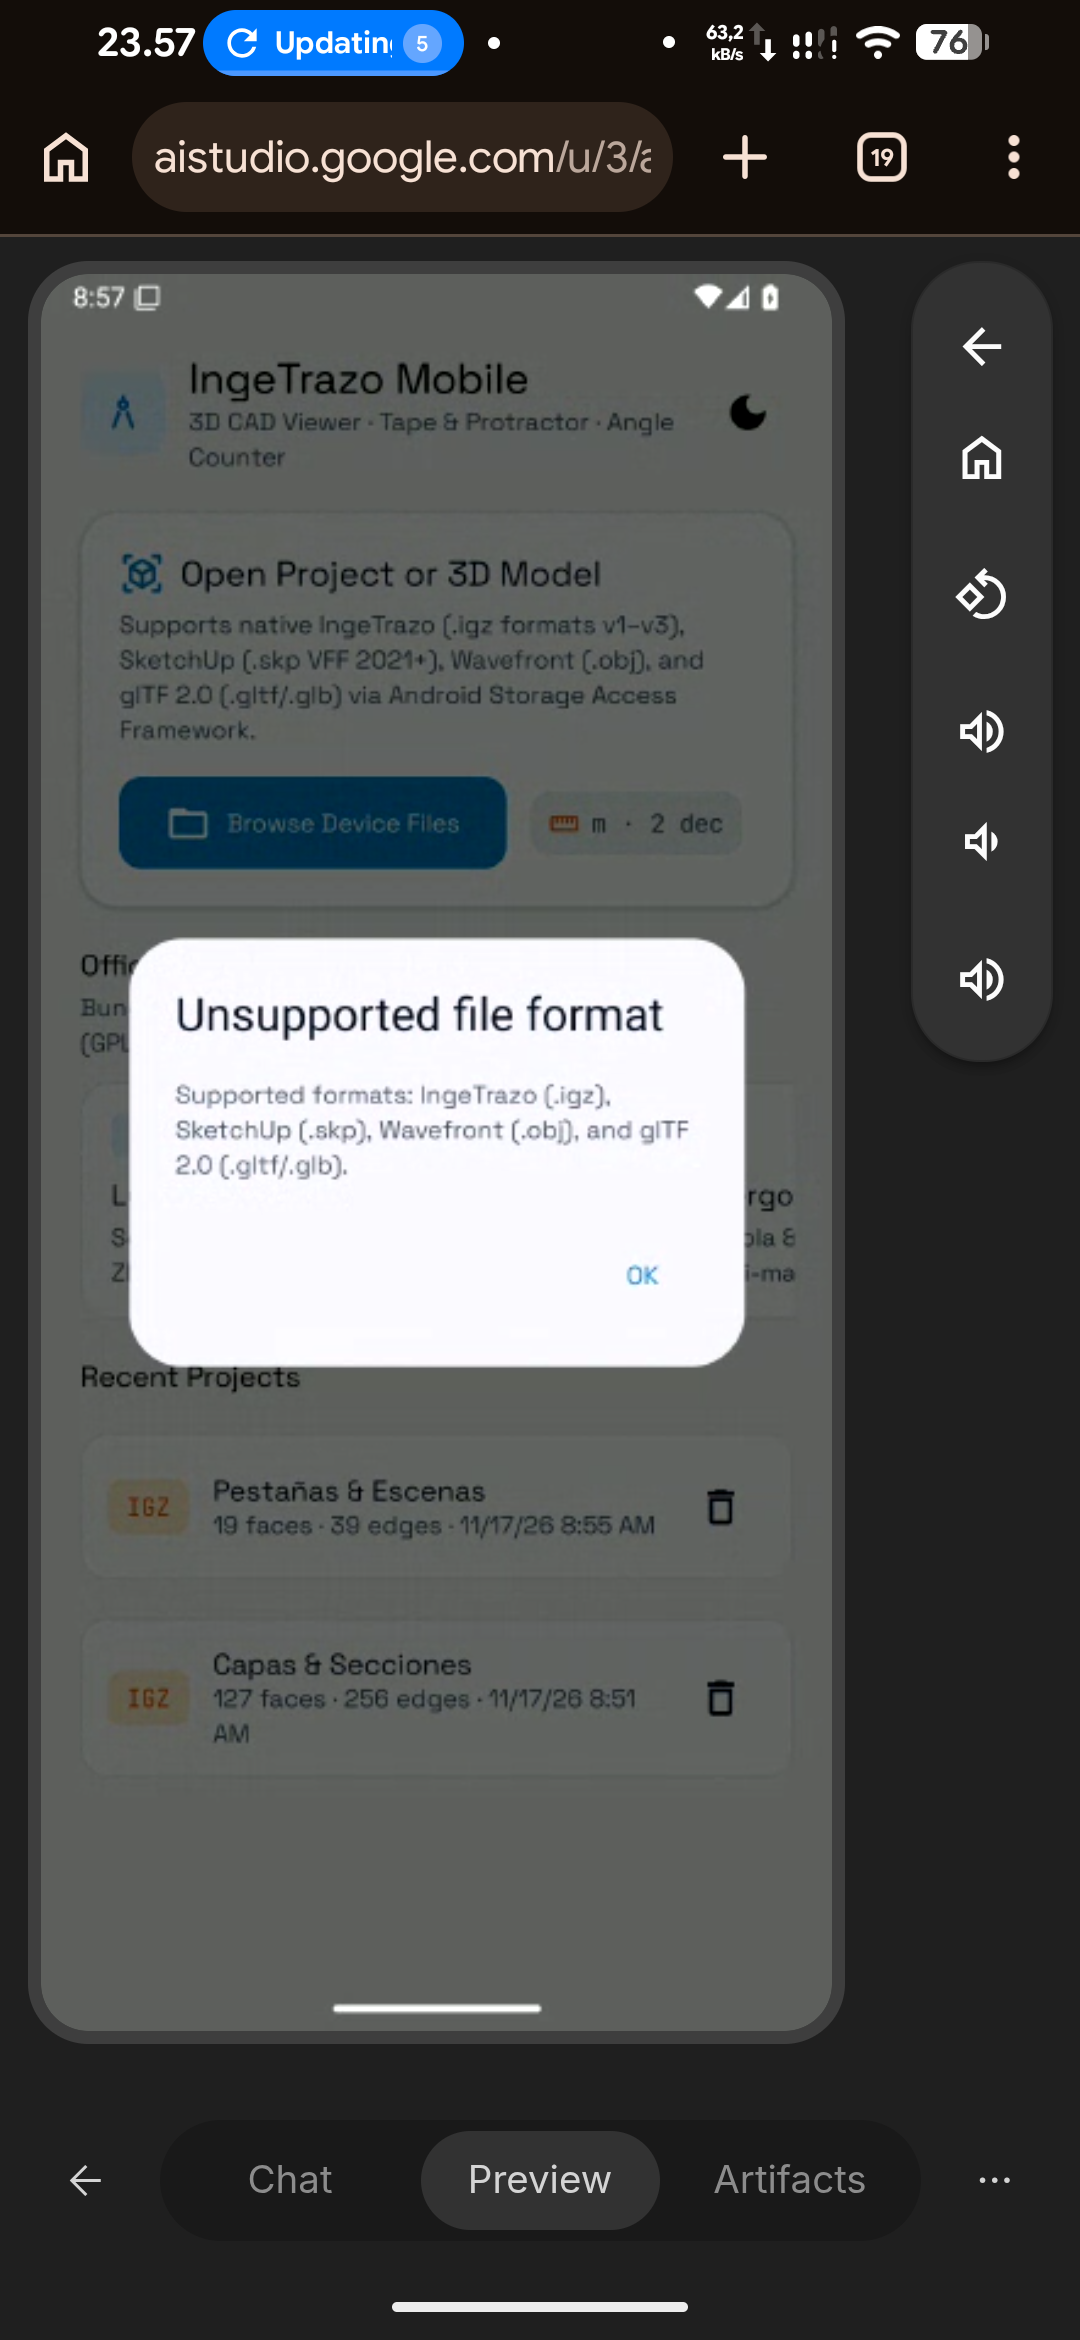 23.57
Updatin
5
63,2
kB/s
76
aistudio.google.com/u/3/a
19
8:57
IngeTrazo Mobile
3D CAD Viewer · Tape & Protractor · Angle
Counter
Open Project or 3D Model
Supports native IngeTrazo (.igz formats v1–v3),
SketchUp (.skp VFF 2021+), Wavefront (.obj), and
glTF 2.0 (.gltf/.glb) via Android Storage Access
Framework.
Browse Device Files
m · 2 dec
Offic
Bun
(GPL
Unsupported file format
Supported formats: IngeTrazo (.igz),
SketchUp (.skp), Wavefront (.obj), and glTF
2.0 (.gltf/.glb).
OK
L
rgo
S
ola &
i-ma
Recent Projects
IGZ
Pestañas & Escenas
19 faces · 39 edges · 11/17/26 8:55 AM
IGZ
Capas & Secciones
127 faces · 256 edges · 11/17/26 8:51
AM
Chat
Preview
Artifacts